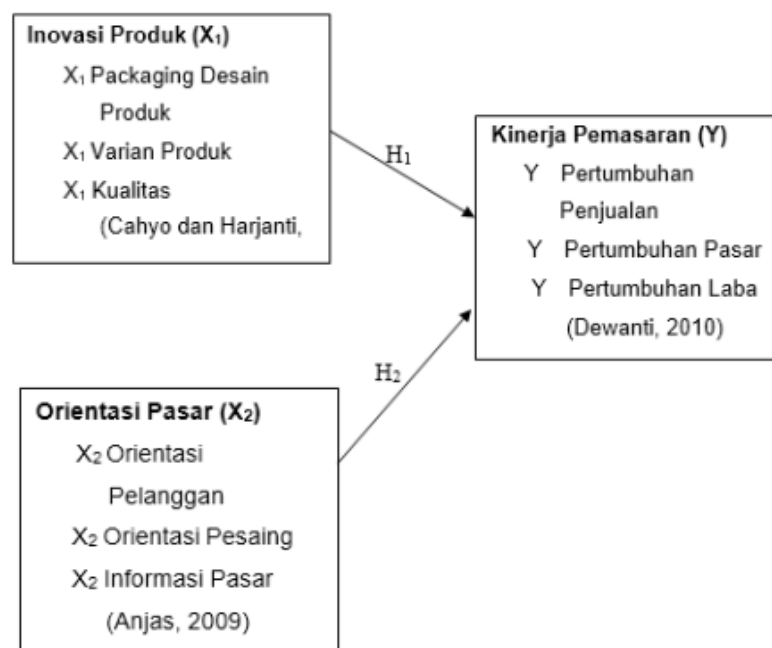 Inovasi Produk (X₁)
X₁ Packaging Desain
Produk
X₁ Varian Produk
X₁ Kualitas
(Cahyo dan Harjanti,
H₁
Kinerja Pemasaran (Y)
Y Pertumbuhan
Penjualan
Y Pertumbuhan Pasar
Y Pertumbuhan Laba
(Dewanti, 2010)
H₂
Orientasi Pasar (X₂)
X₂ Orientasi
Pelanggan
X₂ Orientasi Pesaing
X₂ Informasi Pasar
(Anjas, 2009)